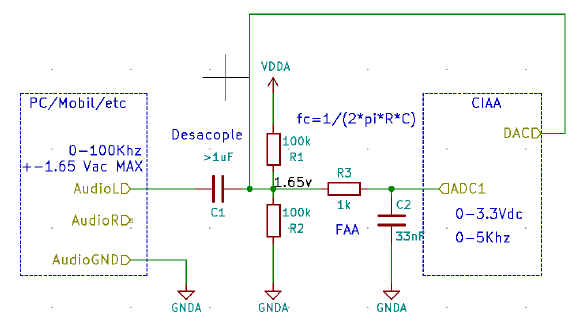 VDDA
PC/Mobil/etc
fc=1/(2*pi*R*C)
CIAA
Desacople
0-100Khz
+-1.65 Vac MAX
>1uF
100k
R1
DAC
AudioL
C1
1.65v
R3
1k
ADC1
AudioR
100k
R2
FAA
C2
33nF
0-3.3Vdc
0-5Khz
AudioGND
GNDA
GNDA
GNDA